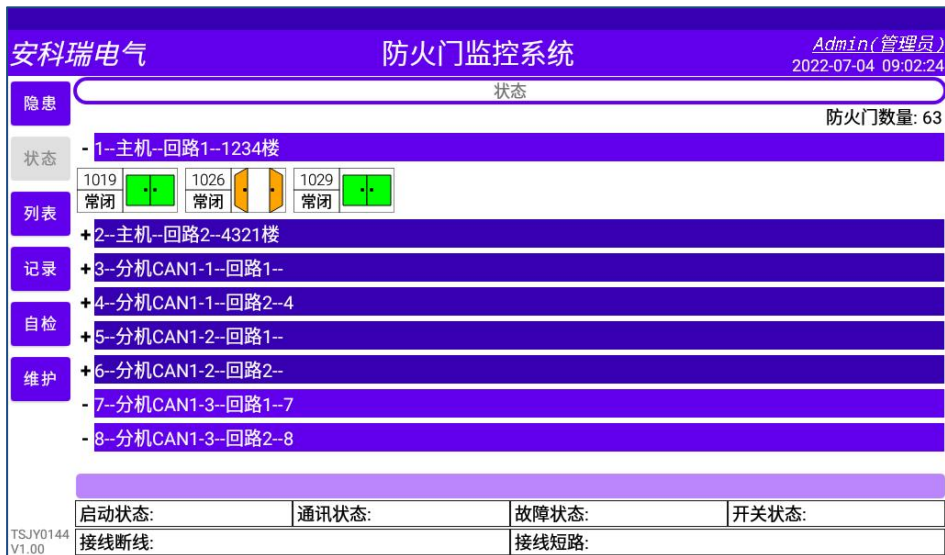 安科瑞电气 防火门监控系统 Admin(管理员)
2022-07-04 09:02:24
隐患
状态
列表
记录
自检
维护
状态
防火门数量: 63
- 1--主机--回路1--1234楼
1019 1026 1029
常闭 常闭 常闭
+2--主机--回路2--4321楼
+3--分机CAN1-1--回路1--
+4--分机CAN1-1--回路2--4
+5--分机CAN1-2--回路1--
+6--分机CAN1-2--回路2--
- 7--分机CAN1-3--回路1--7
- 8--分机CAN1-3--回路2--8
启动状态: 通讯状态: 故障状态: 开关状态:
接线断线: 接线短路:
TSJY0144
V1.00